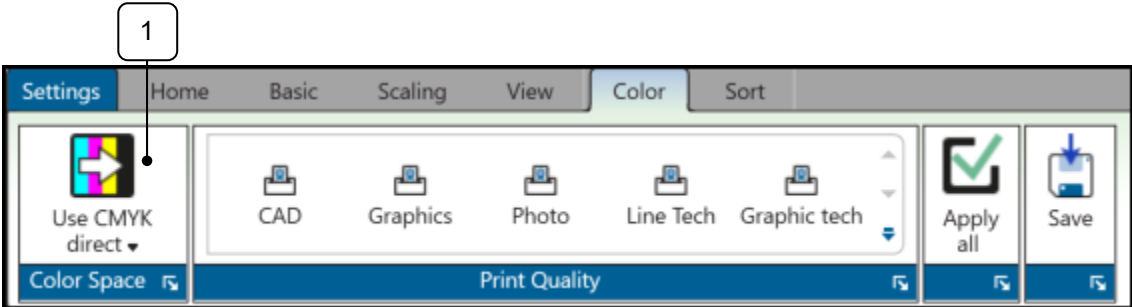 1
Settings Home Basic Scaling View Color Sort
CAD Graphics Photo Line Tech Graphic tech
Use CMYK
direct
Apply
all
Save
Color Space Print Quality